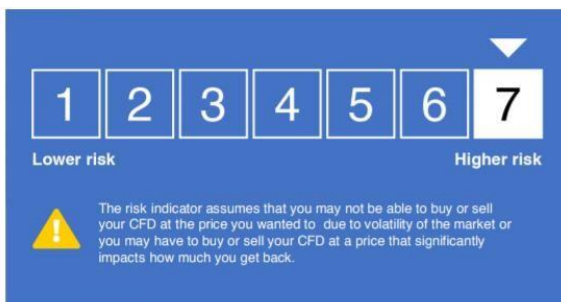 1 2 3 4 5 6 7
Lower risk Higher risk
The risk indicator assumes that you may not be able to buy or sell
your CFD at the price you wanted to due to volatility of the market or
you may have to buy or sell your CFD at a price that significantly
impacts how much you get back.